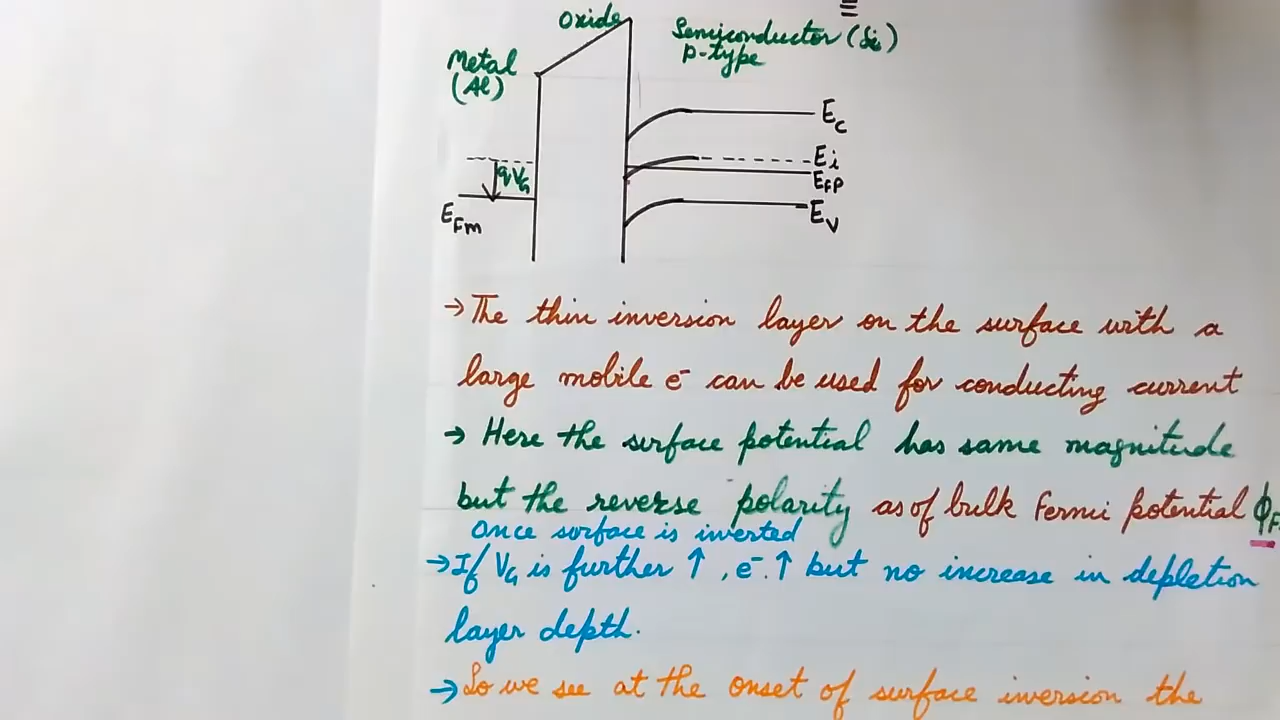 Oxide
Semiconductor (Si)
p-type
Metal
(Al)
Ec
Ei
EFP
qVG
EFm
EV
→ The thin inversion layer on the surface with a
large mobile e⁻ can be used for conducting current
→ Here the surface potential has same magnitude
but the reverse polarity as of bulk Fermi potential ϕF
Once surface is inverted
→ If VG is further ↑, e⁻ ↑ but no increase in depletion
layer depth.
→ So we see at the onset of surface inversion the